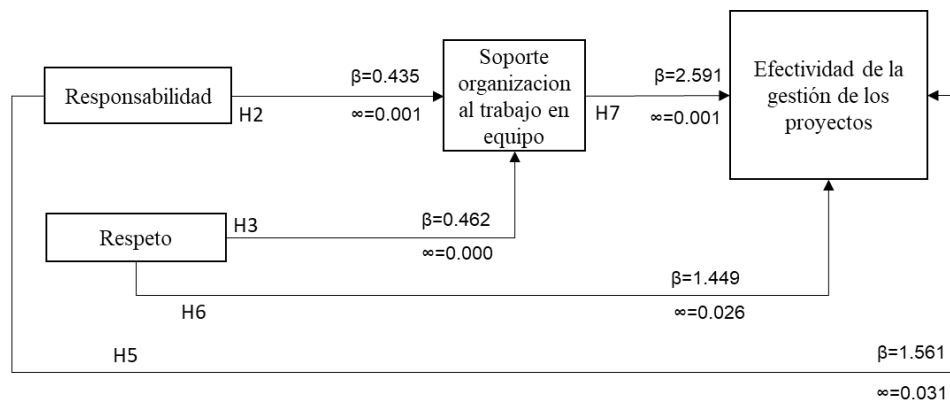 Responsabilidad
H2
β=0.435
∞=0.001
Soporte
organizacion
al trabajo en
equipo
H7
β=2.591
∞=0.001
Efectividad de la
gestión de los
proyectos
Respeto
H3
β=0.462
∞=0.000
H6
β=1.449
∞=0.026
H5
β=1.561
∞=0.031